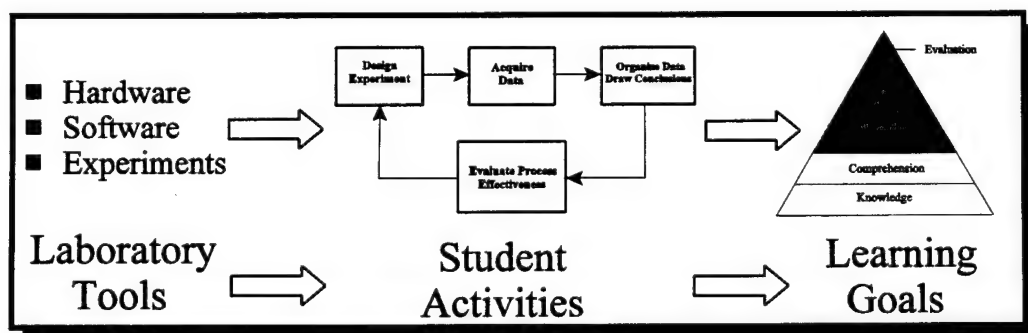 Hardware
Software
Experiments
Design
Experiment
Acquire
Data
Organize Data
Draw Conclusions
Evaluate Process
Effectiveness
Evaluation
Comprehension
Knowledge
Laboratory
Tools
Student
Activities
Learning
Goals